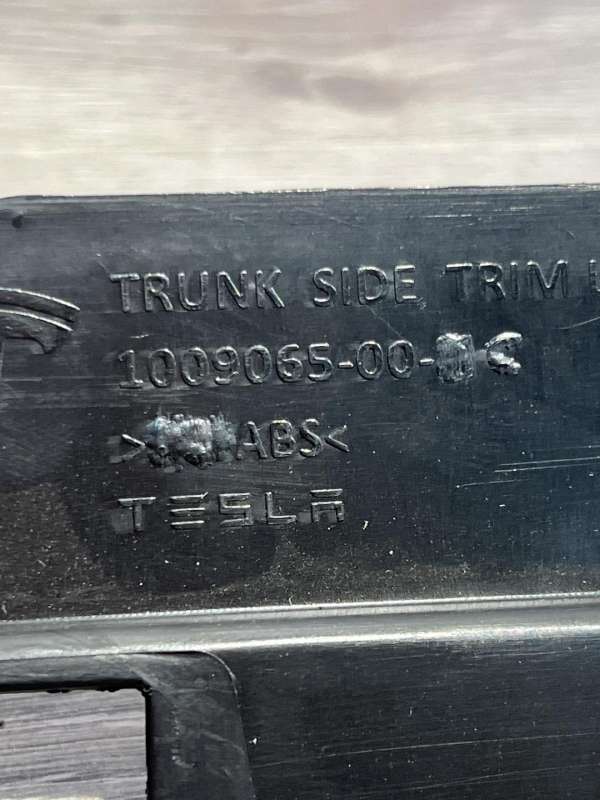 TRUNK SIDE TRIM
1009065-00-
ABS<
TESLA